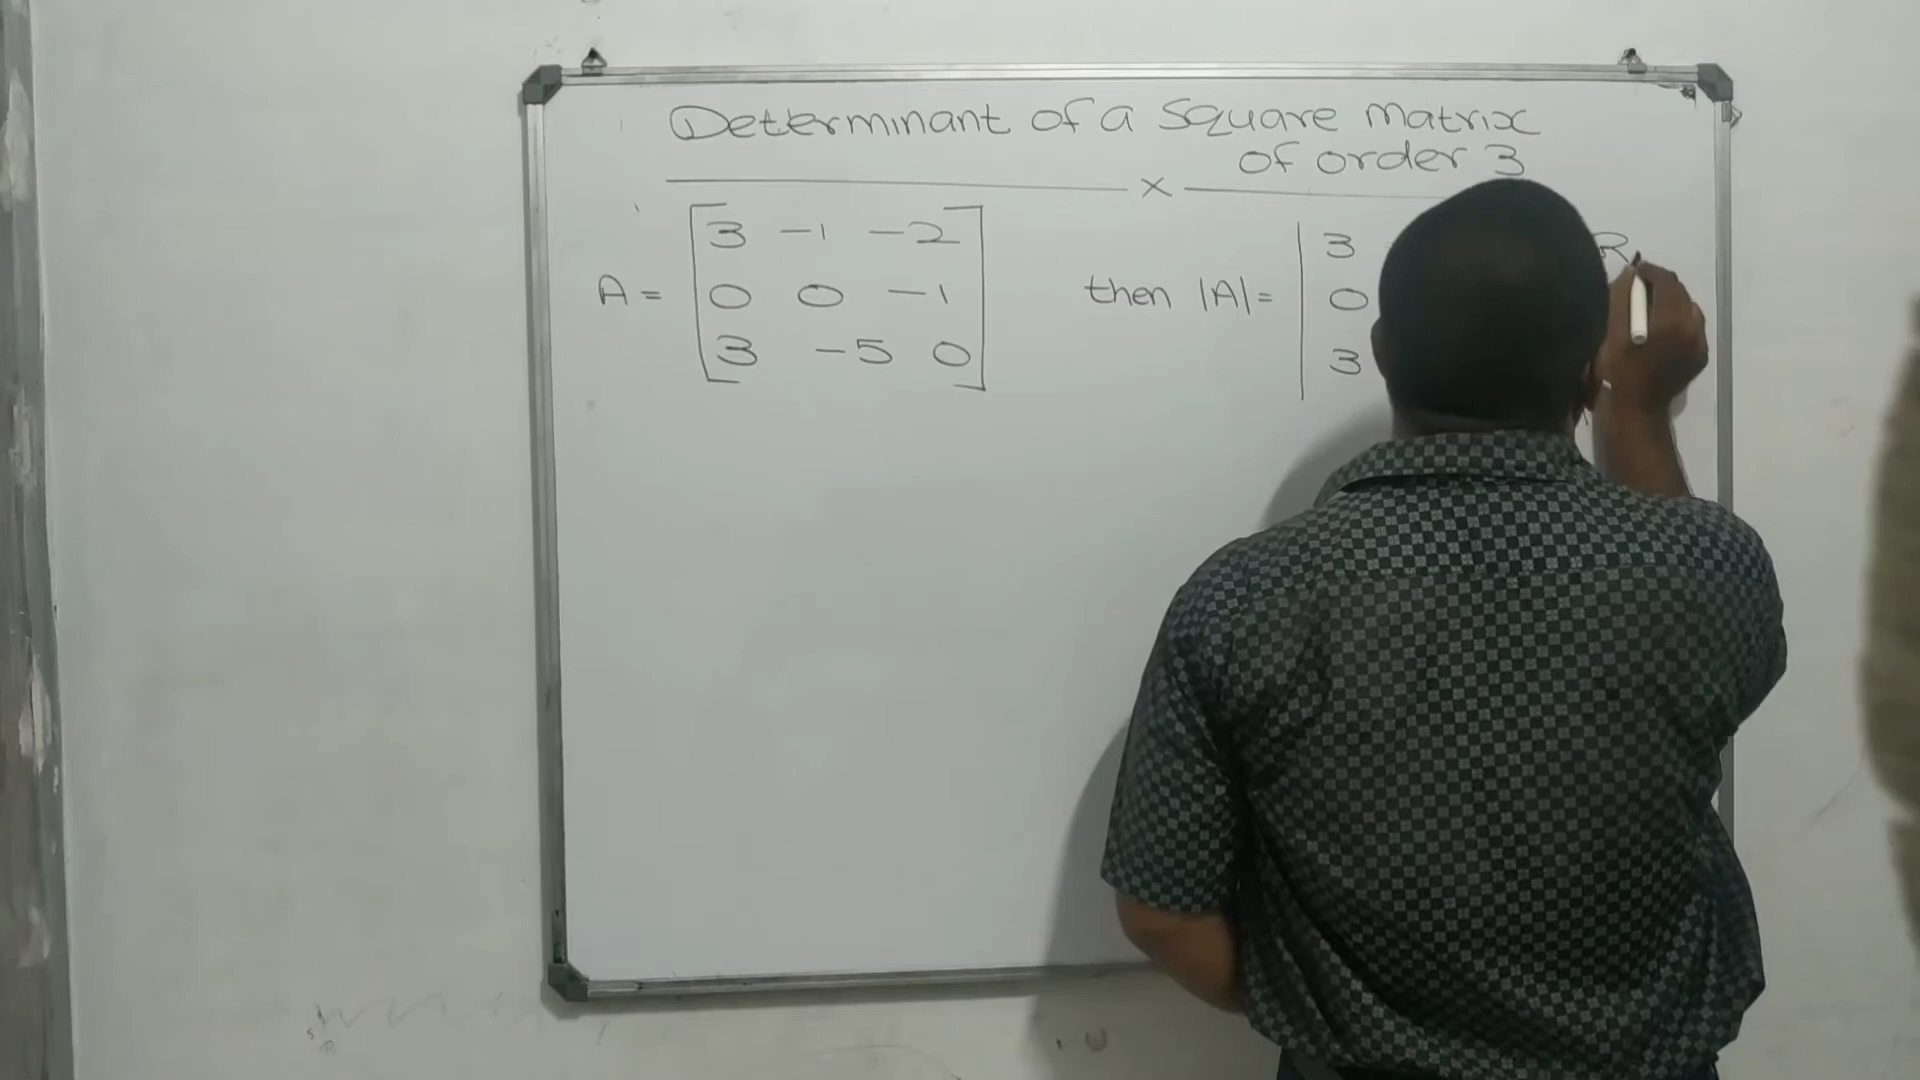 Determinant of a square matrix
of order 3
×
3 -1 -2
A = 0 0 -1
3 -5 0
3 R
then |A| = 0
3